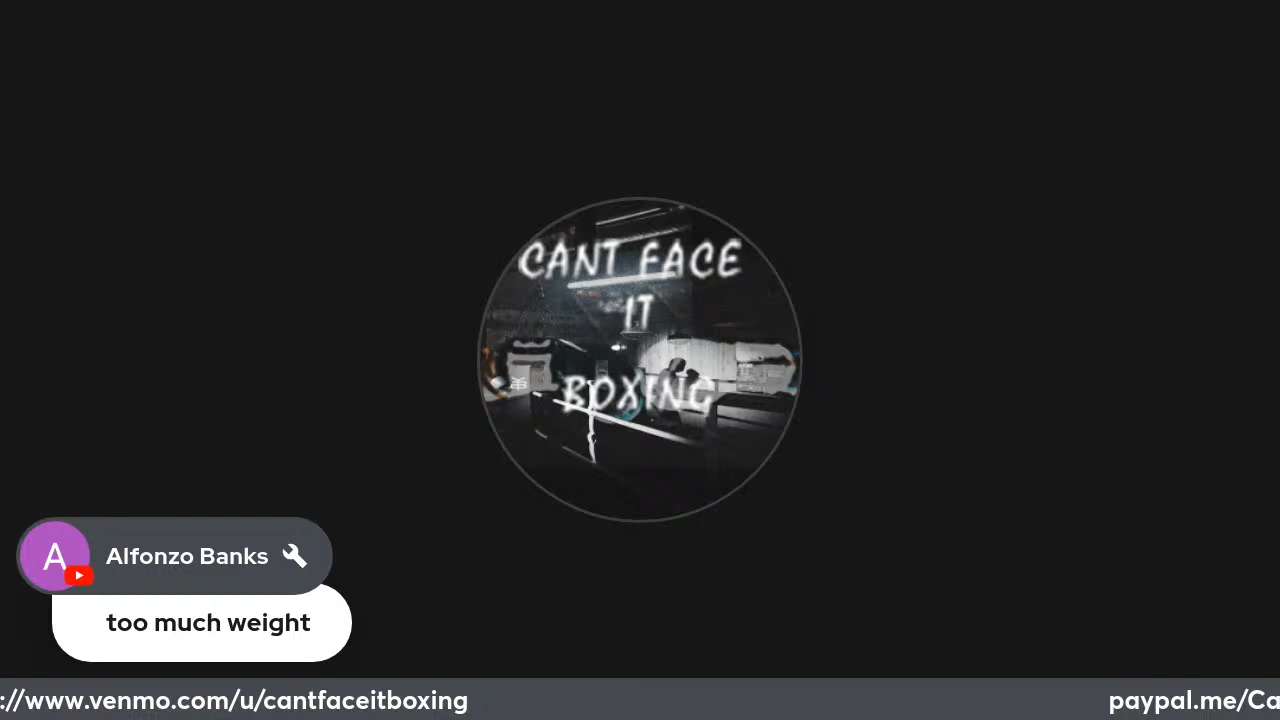 CANT FACE
IT
BOXING
A
Alfonzo Banks
too much weight
://www.venmo.com/u/cantfaceitboxing
paypal.me/Ca